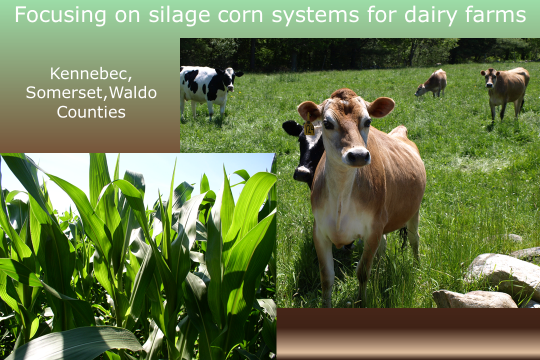 Focusing on silage corn systems for dairy farms
Kennebec,
Somerset,Waldo
Counties